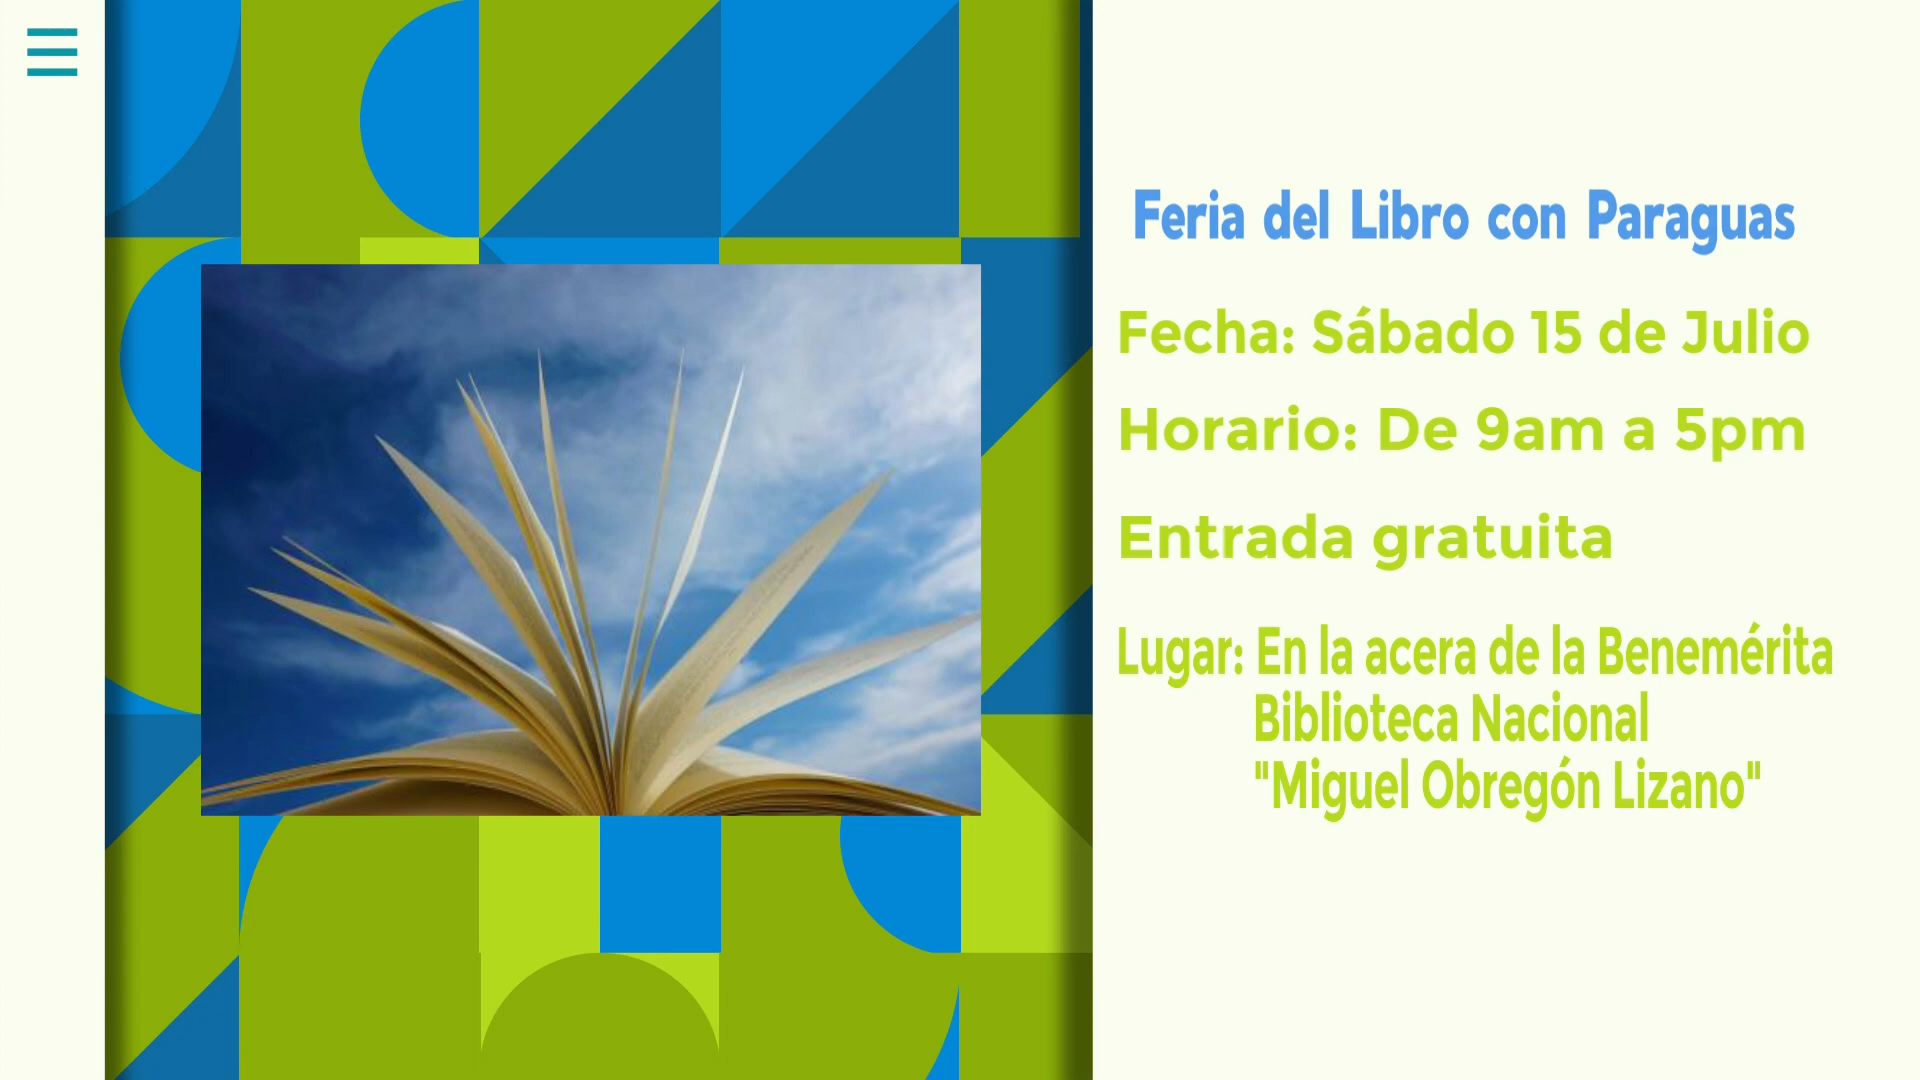 Feria del Libro con Paraguas
Fecha: Sábado 15 de Julio
Horario: De 9am a 5pm
Entrada gratuita
Lugar: En la acera de la Benemérita
Biblioteca Nacional
"Miguel Obregón Lizano"